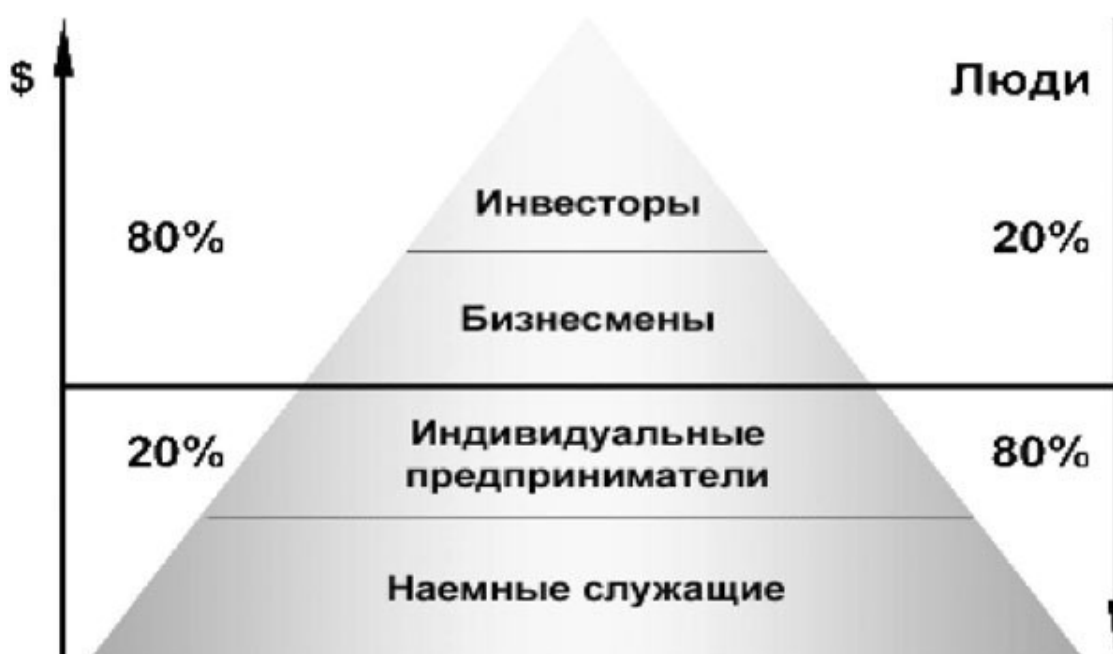 $
Люди
Инвесторы
80%
20%
Бизнесмены
Индивидуальные
20%
80%
предприниматели
Наемные служащие